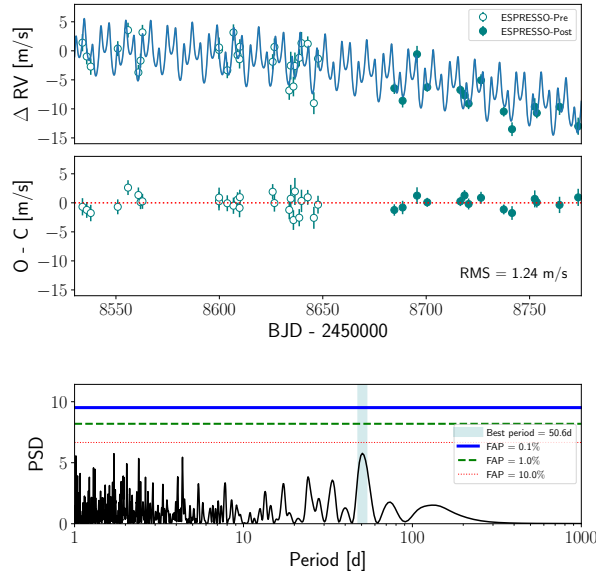 ESPRESSO-Pre
ESPRESSO-Post
Δ RV [m/s]
5
0
−5
−10
−15
O - C [m/s]
5
0
−5
−10
−15
RMS = 1.24 m/s
8550 8600 8650 8700 8750
BJD - 2450000
PSD
10
5
0
Best period = 50.6d
FAP = 0.1%
FAP = 1.0%
FAP = 10.0%
1 10 100 1000
Period [d]